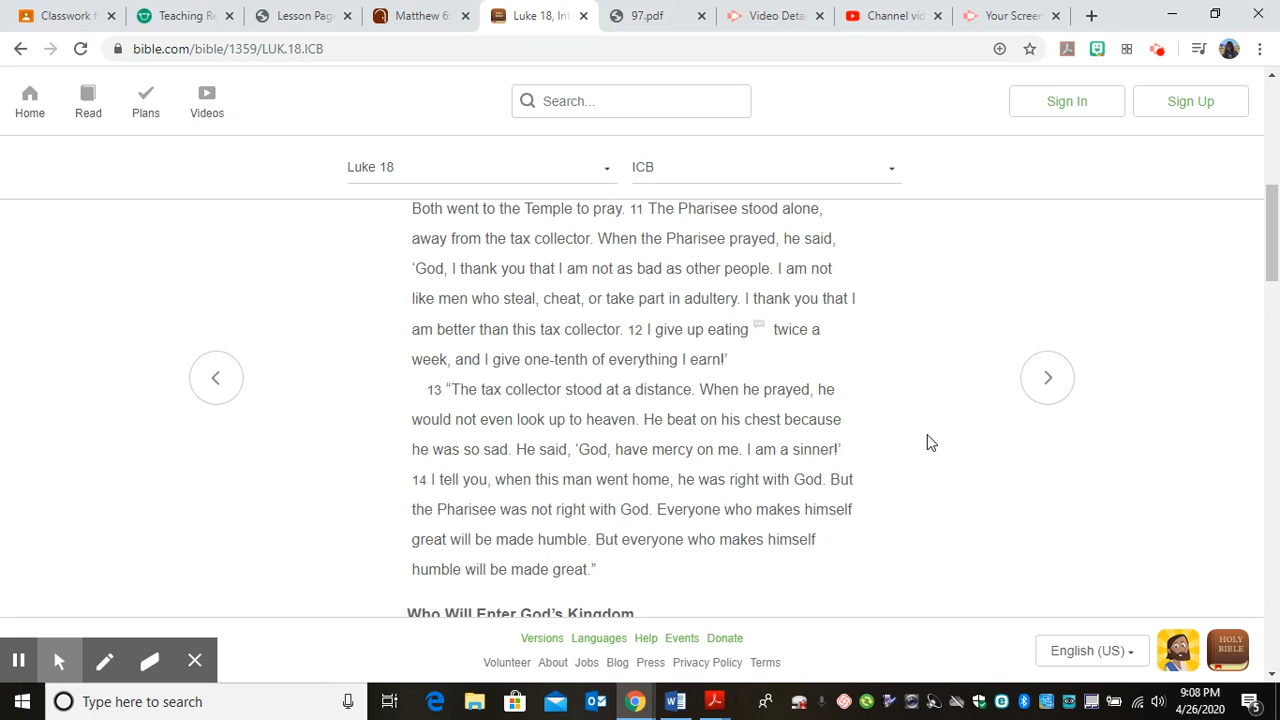 Classwork f
Teaching Re
Lesson Pag
Matthew 6:
Luke 18, Int
97.pdf
Video Detai
Channel vid
Your Screen
bible.com/bible/1359/LUK.18.ICB
Home
Read
Plans
Videos
Search...
Sign In
Sign Up
Luke 18
ICB
Both went to the Temple to pray. 11 The Pharisee stood alone,
away from the tax collector. When the Pharisee prayed, he said,
‘God, I thank you that I am not as bad as other people. I am not
like men who steal, cheat, or take part in adultery. I thank you that I
am better than this tax collector. 12 I give up eating twice a
week, and I give one-tenth of everything I earn!’
13 “The tax collector stood at a distance. When he prayed, he
would not even look up to heaven. He beat on his chest because
he was so sad. He said, ‘God, have mercy on me. I am a sinner!’
14 I tell you, when this man went home, he was right with God. But
the Pharisee was not right with God. Everyone who makes himself
great will be made humble. But everyone who makes himself
humble will be made great.”
Who Will Enter God’s Kingdom
Versions Languages Help Events Donate
Volunteer About Jobs Blog Press Privacy Policy Terms
English (US)
HOLY
BIBLE
Type here to search
9:08 PM
4/26/2020
5